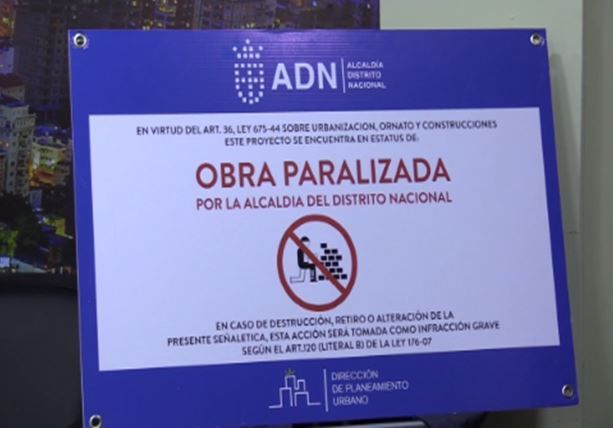 ADN
ALCALDÍA
DISTRITO
NACIONAL
EN VIRTUD DEL ART. 36, LEY 675-44 SOBRE URBANIZACION, ORNATO Y CONSTRUCCIONES
ESTE PROYECTO SE ENCUENTRA EN ESTATUS DE:
OBRA PARALIZADA
POR LA ALCALDIA DEL DISTRITO NACIONAL
EN CASO DE DESTRUCCIÓN, RETIRO O ALTERACIÓN DE LA
PRESENTE SEÑALETICA, ESTA ACCIÓN SERÁ TOMADA COMO INFRACCIÓN GRAVE
SEGÚN EL ART.120 (LITERAL B) DE LA LEY 176-07
DIRECCIÓN
DE PLANEAMIENTO
URBANO